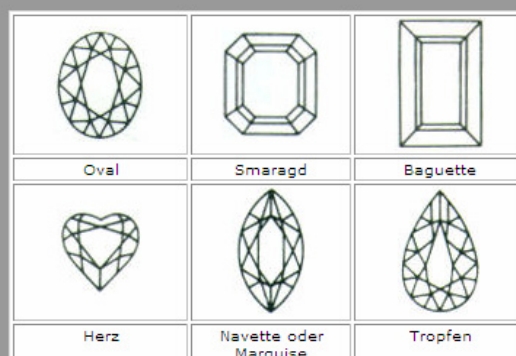 Oval
Smaragd
Baguette
Herz
Navette oder
Marquise
Tropfen